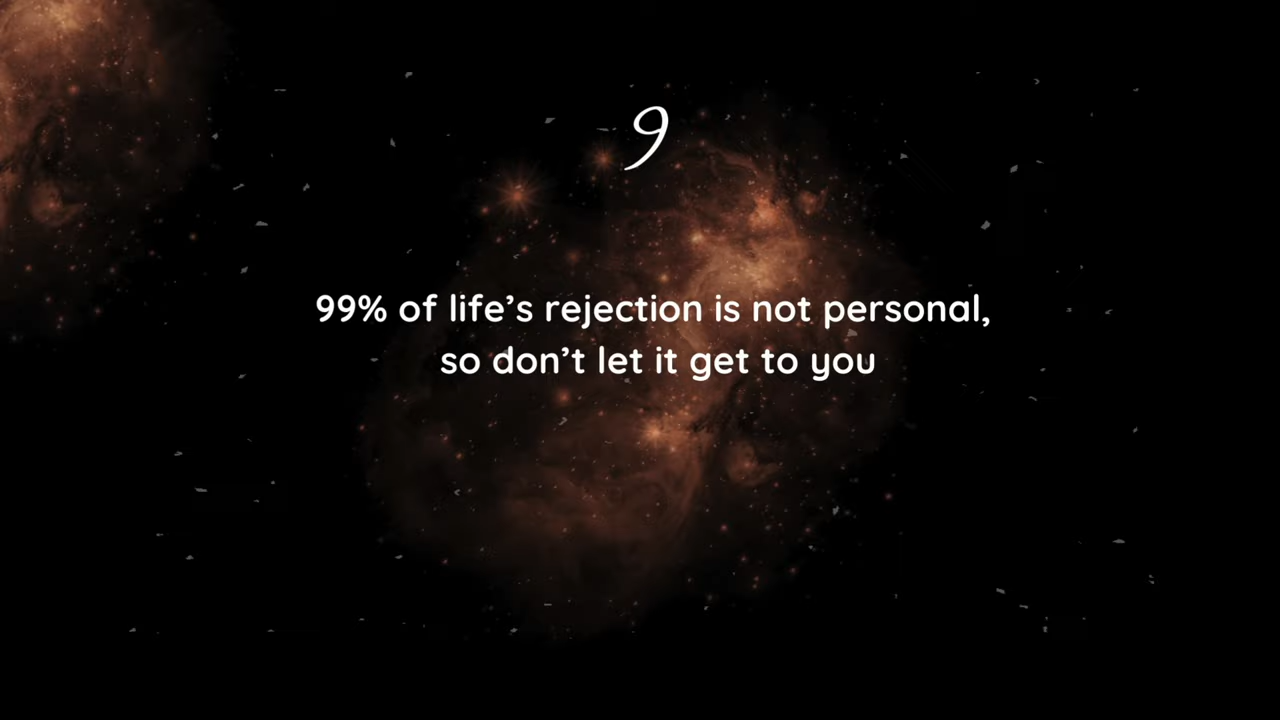 9
99% of life’s rejection is not personal,
so don’t let it get to you